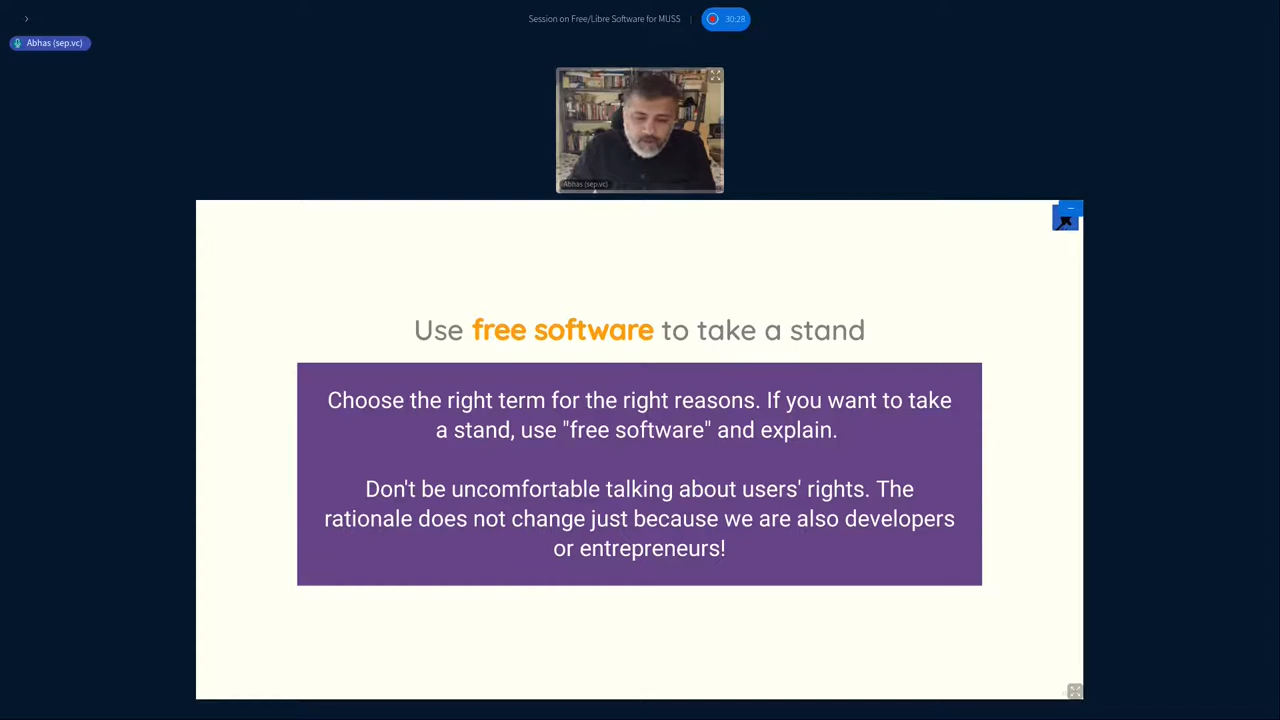 Session on Free/Libre Software for MUSS
30:28
Abhas (sep.vc)
Abhas (sep.vc)
Use free software to take a stand
Choose the right term for the right reasons. If you want to take
a stand, use "free software" and explain.
Don't be uncomfortable talking about users' rights. The
rationale does not change just because we are also developers
or entrepreneurs!